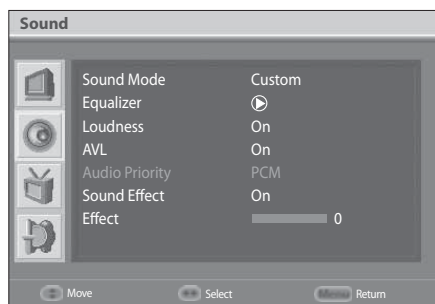 Sound
Sound Mode Custom
Equalizer
Loudness On
AVL On
Audio Priority PCM
Sound Effect On
Effect 0
Move Select Menu Return